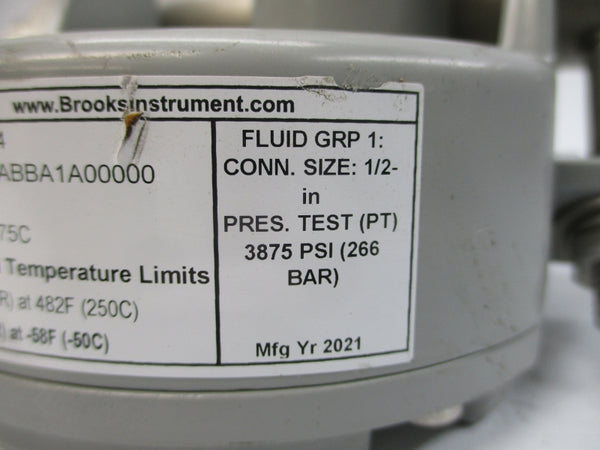 www.Brooksinstrument.com
4
ABBA1A00000
75C
Temperature Limits
R) at 482F (250C)
) at -58F (-50C)
FLUID GRP 1:
CONN. SIZE: 1/2-
in
PRES. TEST (PT)
3875 PSI (266
BAR)
Mfg Yr 2021